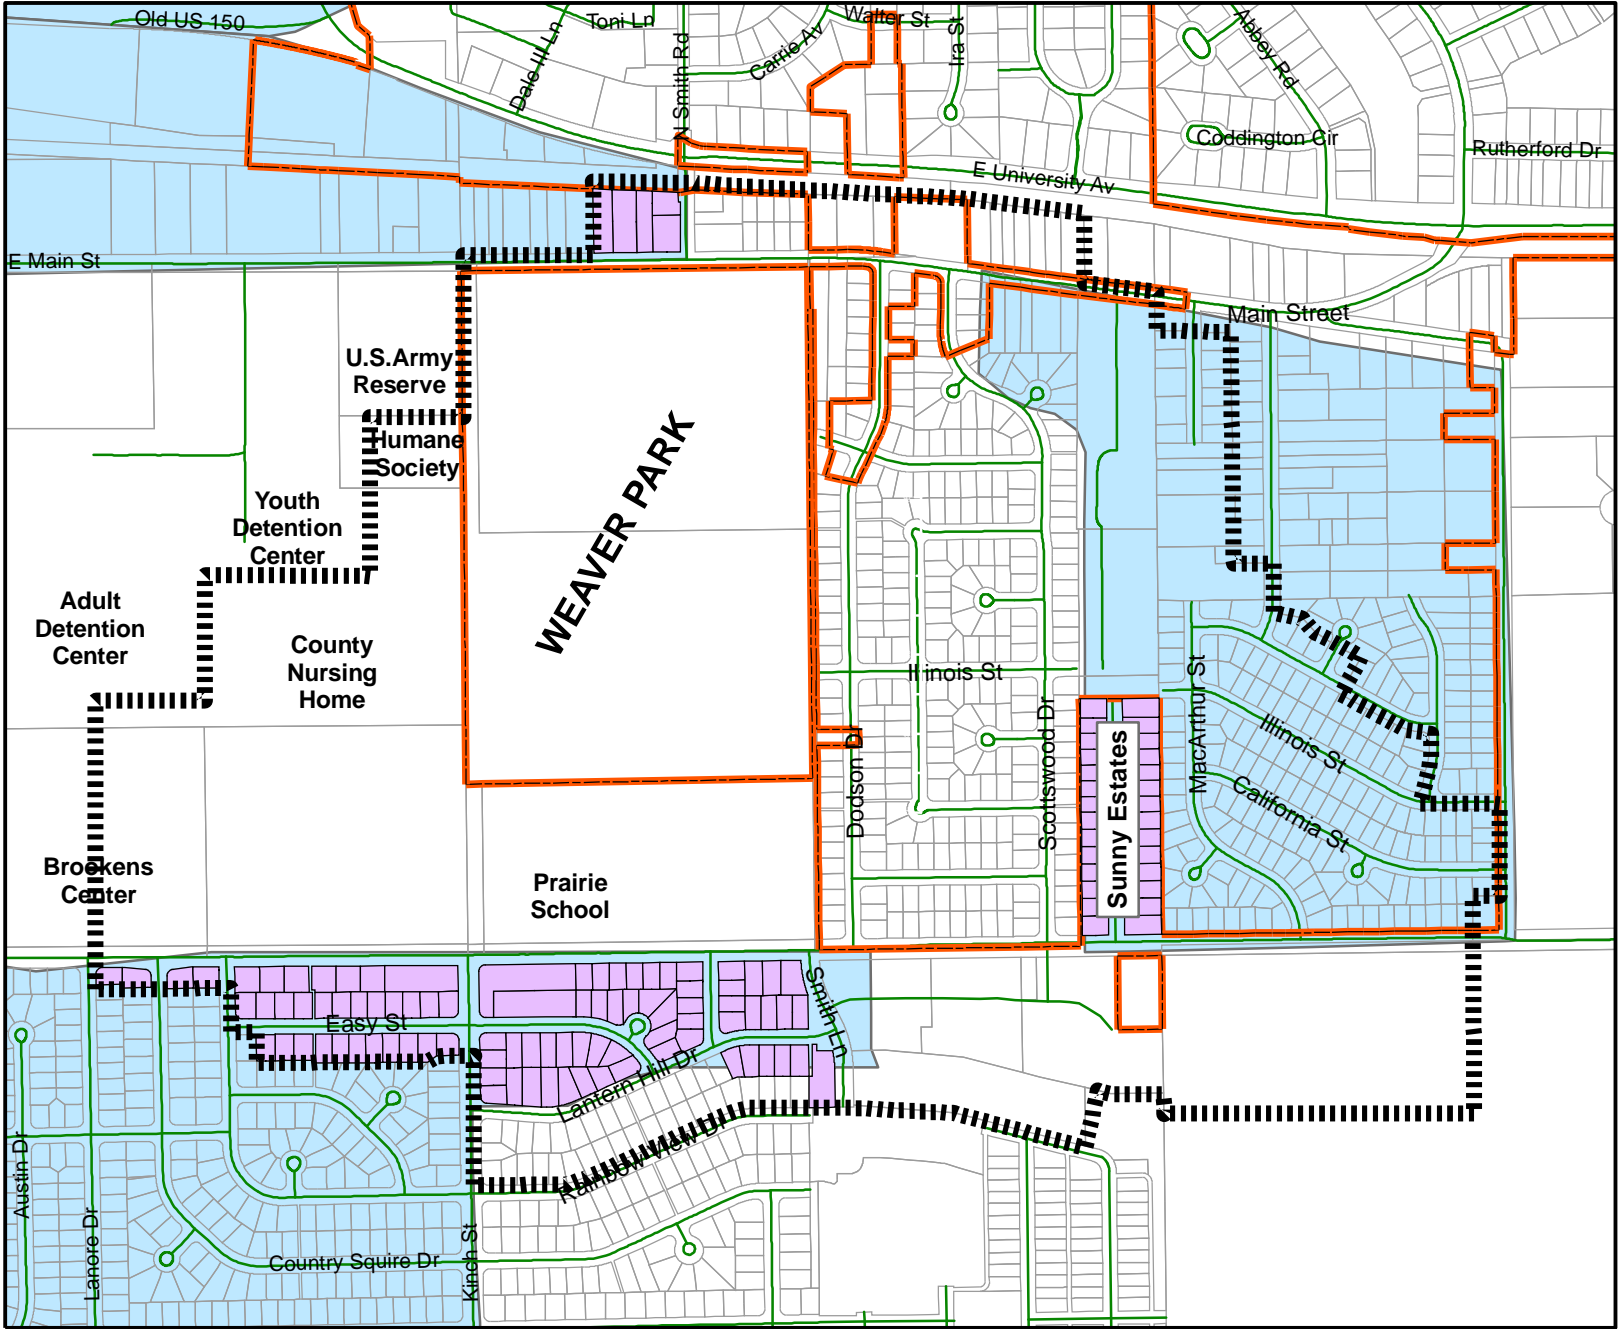 Old US 150
Toni Ln
Walter St
Dale III Ln
N Smith Rd
Carrie Av
Ira St
Abbey Rd
Coddington Cir
Rutherford Dr
E University Av
E Main St
Main Street
U.S.Army
Reserve
Humane
Society
WEAVER PARK
Youth
Detention
Center
Adult
Detention
Center
County
Nursing
Home
Illinois St
MacArthur St
Illinois St
Dodson Dr
Scottswood Dr
Sunny Estates
California St
Brookens
Center
Prairie
School
Easy St
Smith Ln
Lantern Hill Dr
Rainbow View Dr
Austin Dr
Lanore Dr
Kinch St
Country Squire Dr